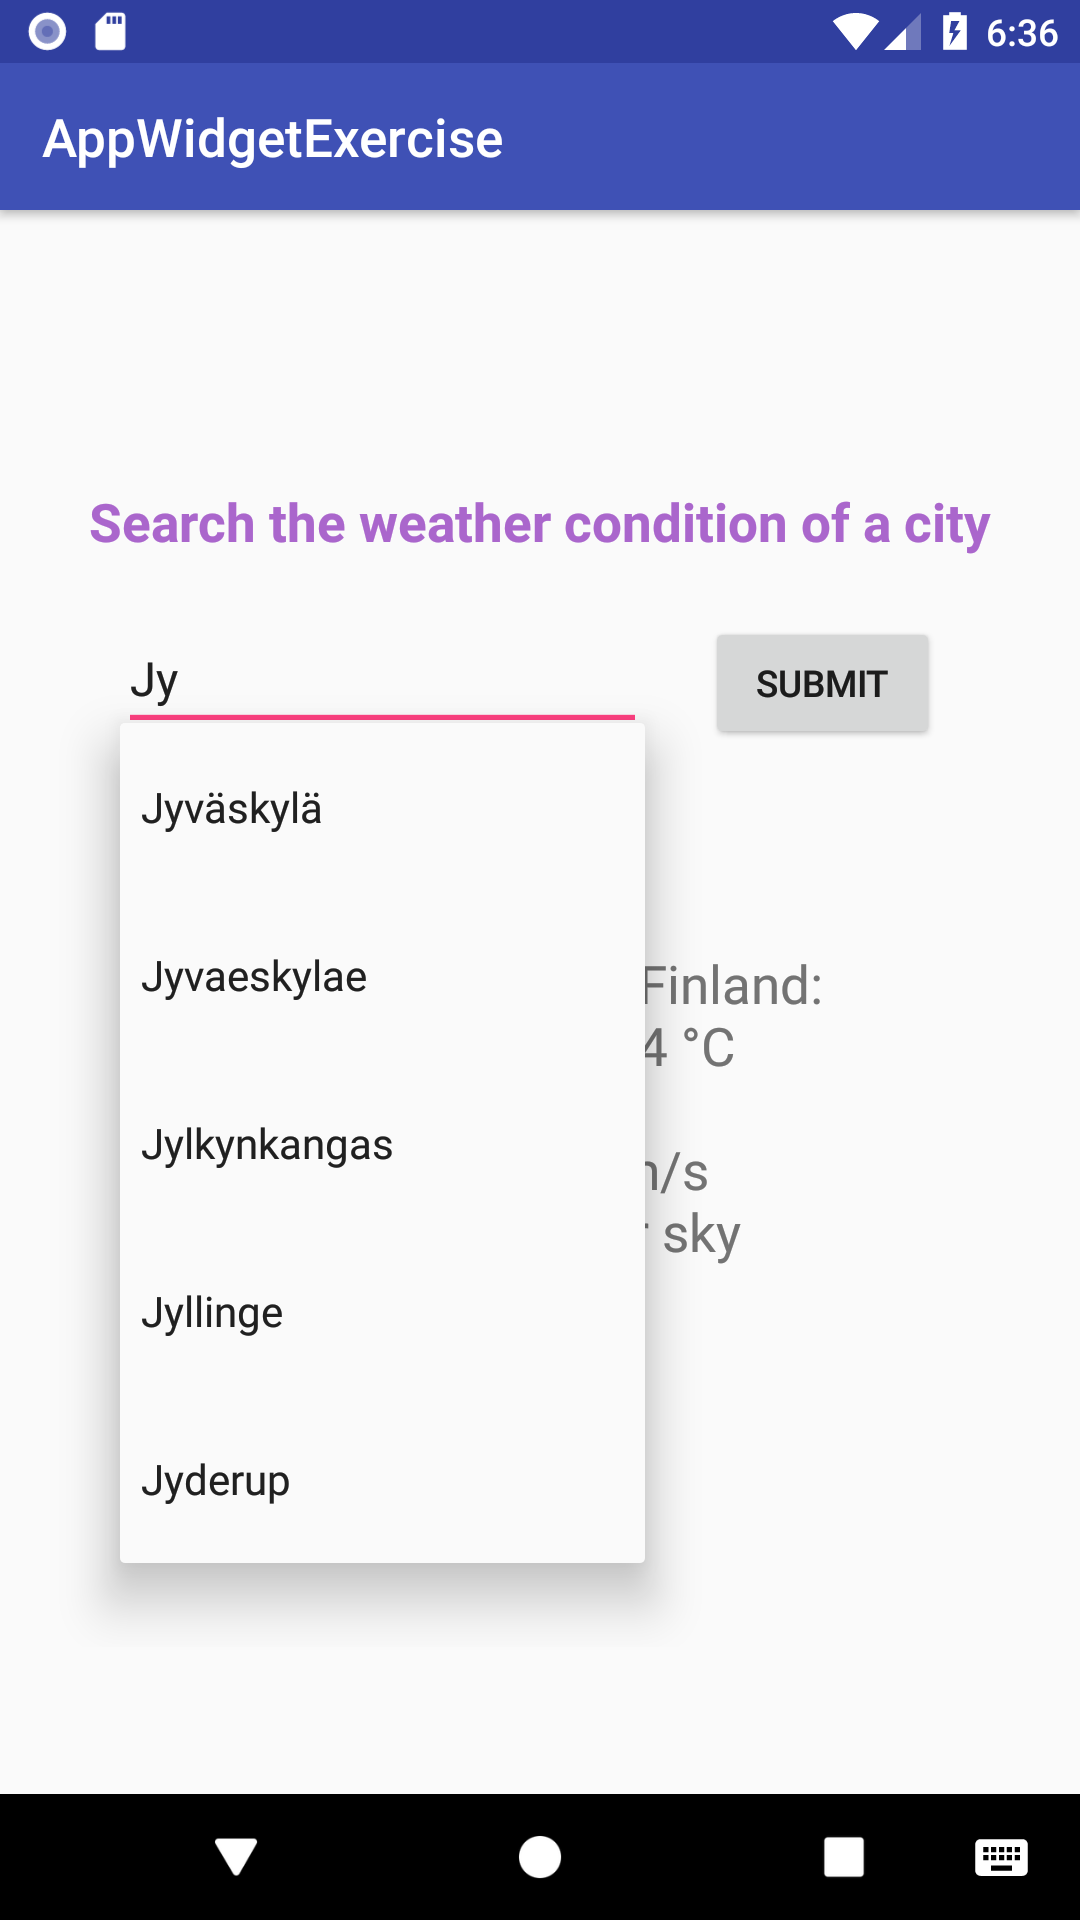 6:36
AppWidgetExercise
Search the weather condition of a city
Jy
SUBMIT
Jyväskylä
Jyvaeskylae
Jylkynkangas
Jyllinge
Jyderup
Finland:
4 °C
/s
sky